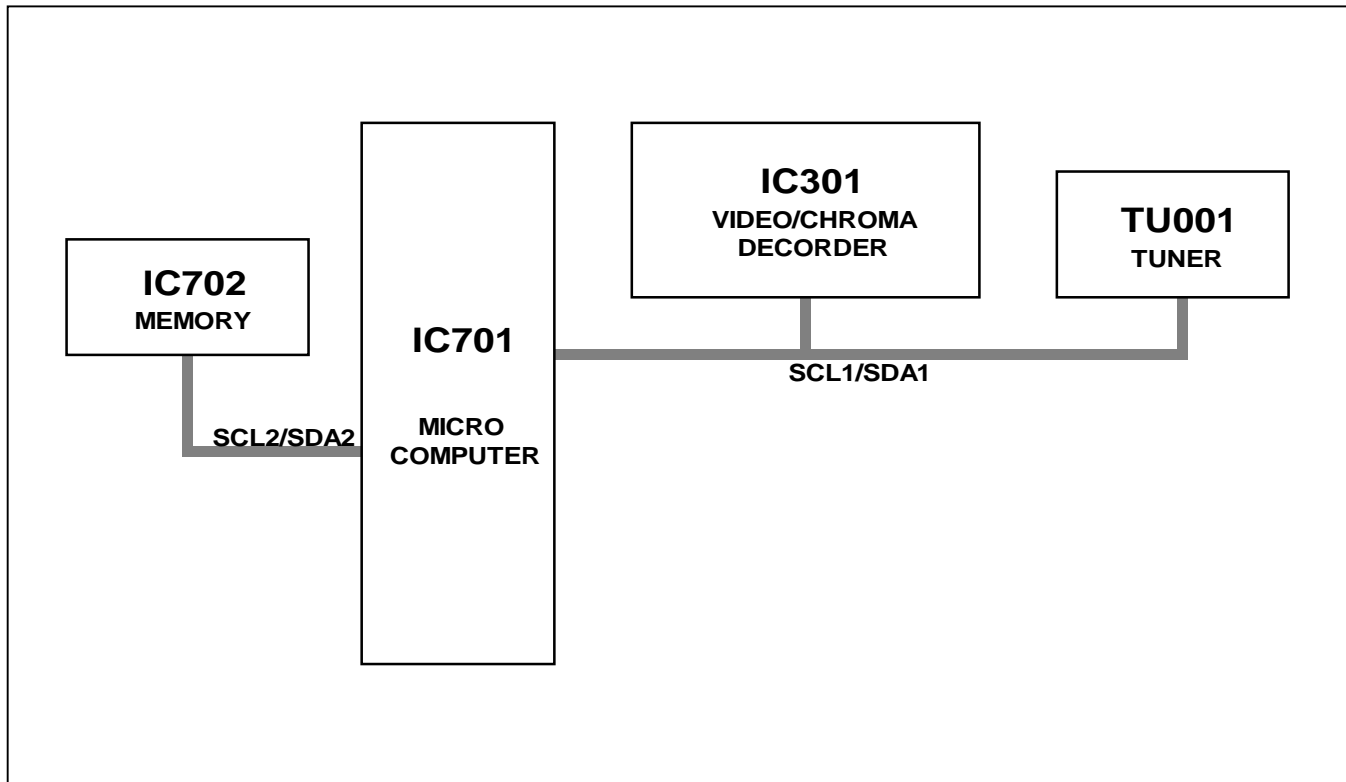 IC702
MEMORY
SCL2/SDA2
IC701
MICRO
COMPUTER
IC301
VIDEO/CHROMA
DECORDER
SCL1/SDA1
TU001
TUNER